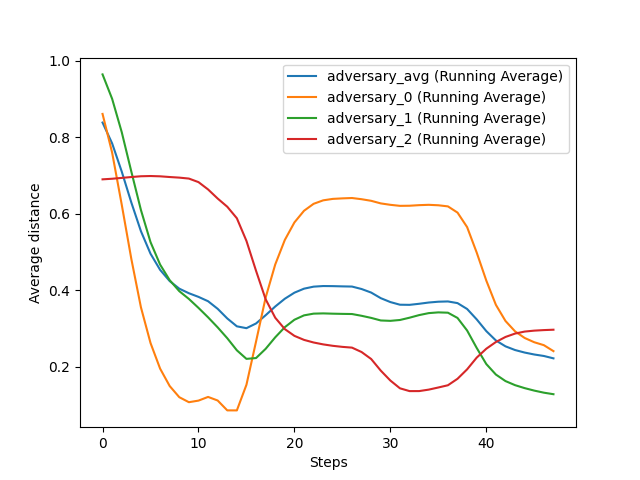 adversary_avg (Running Average)
adversary_0 (Running Average)
adversary_1 (Running Average)
adversary_2 (Running Average)
1.0
0.8
0.6
0.4
0.2
Average distance
0 10 20 30 40
Steps